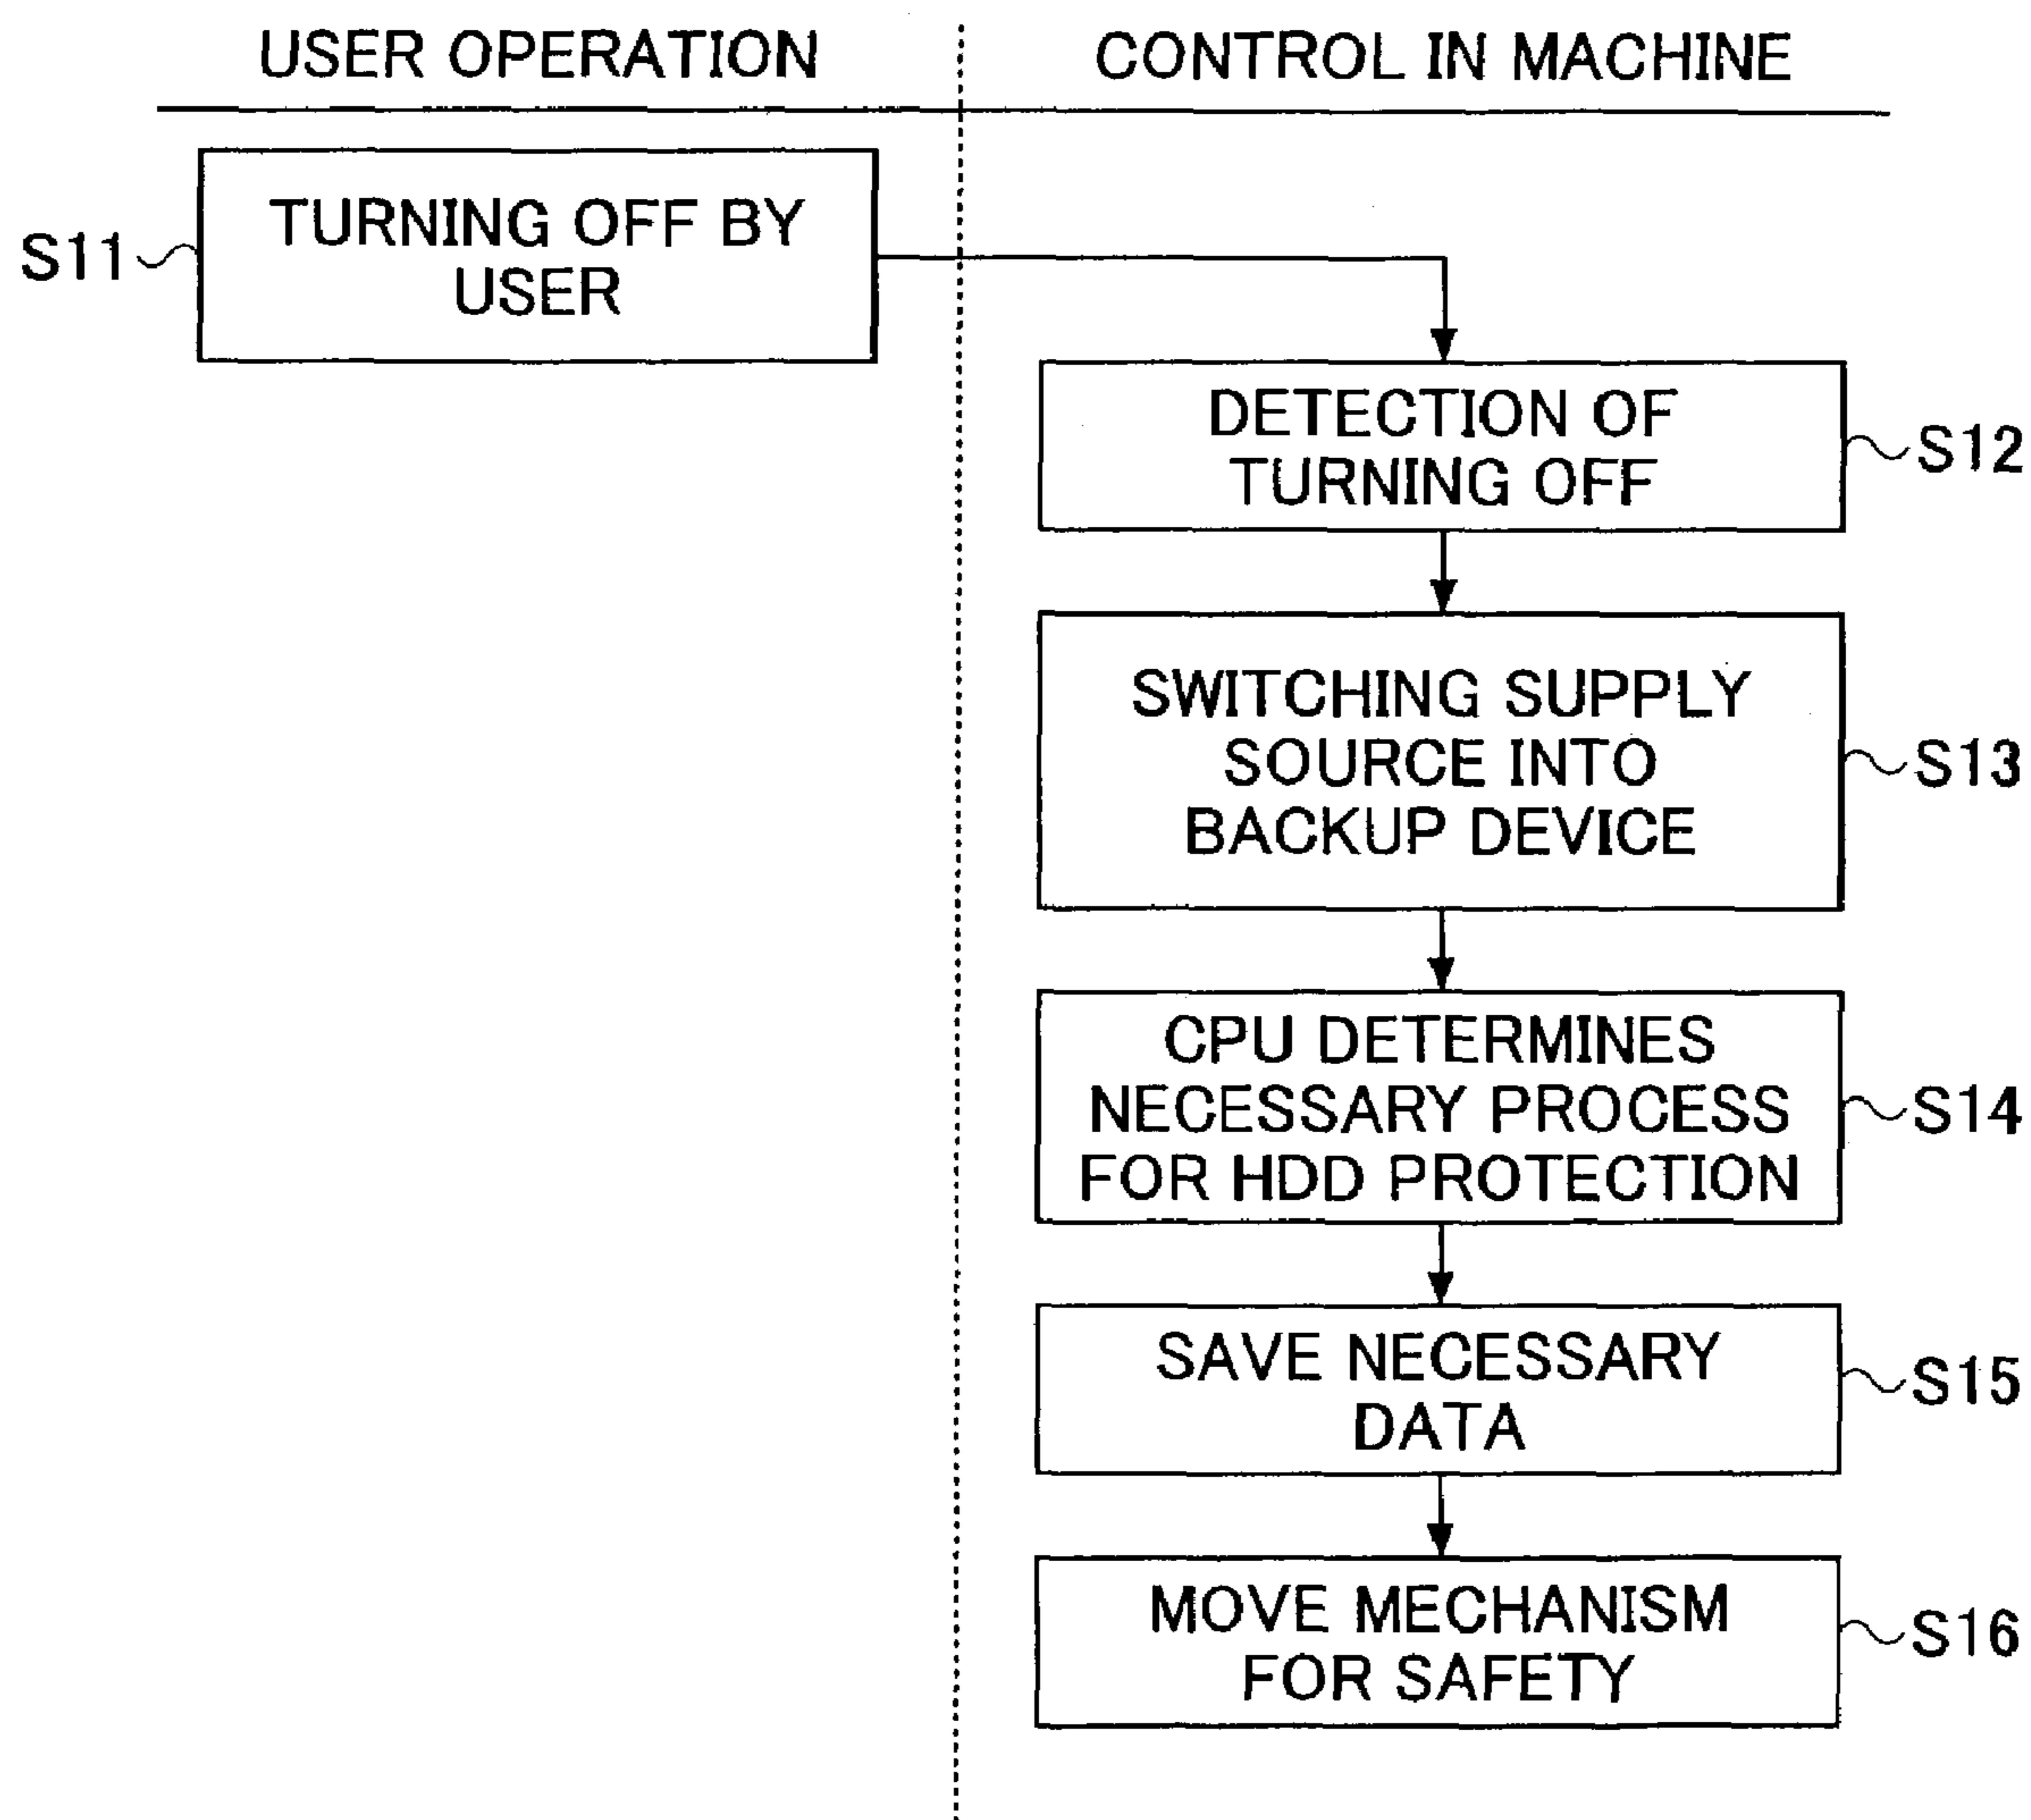 USER OPERATION
CONTROL IN MACHINE
S11
TURNING OFF BY
USER
DETECTION OF
TURNING OFF
S12
SWITCHING SUPPLY
SOURCE INTO
BACKUP DEVICE
S13
CPU DETERMINES
NECESSARY PROCESS
FOR HDD PROTECTION
S14
SAVE NECESSARY
DATA
S15
MOVE MECHANISM
FOR SAFETY
S16